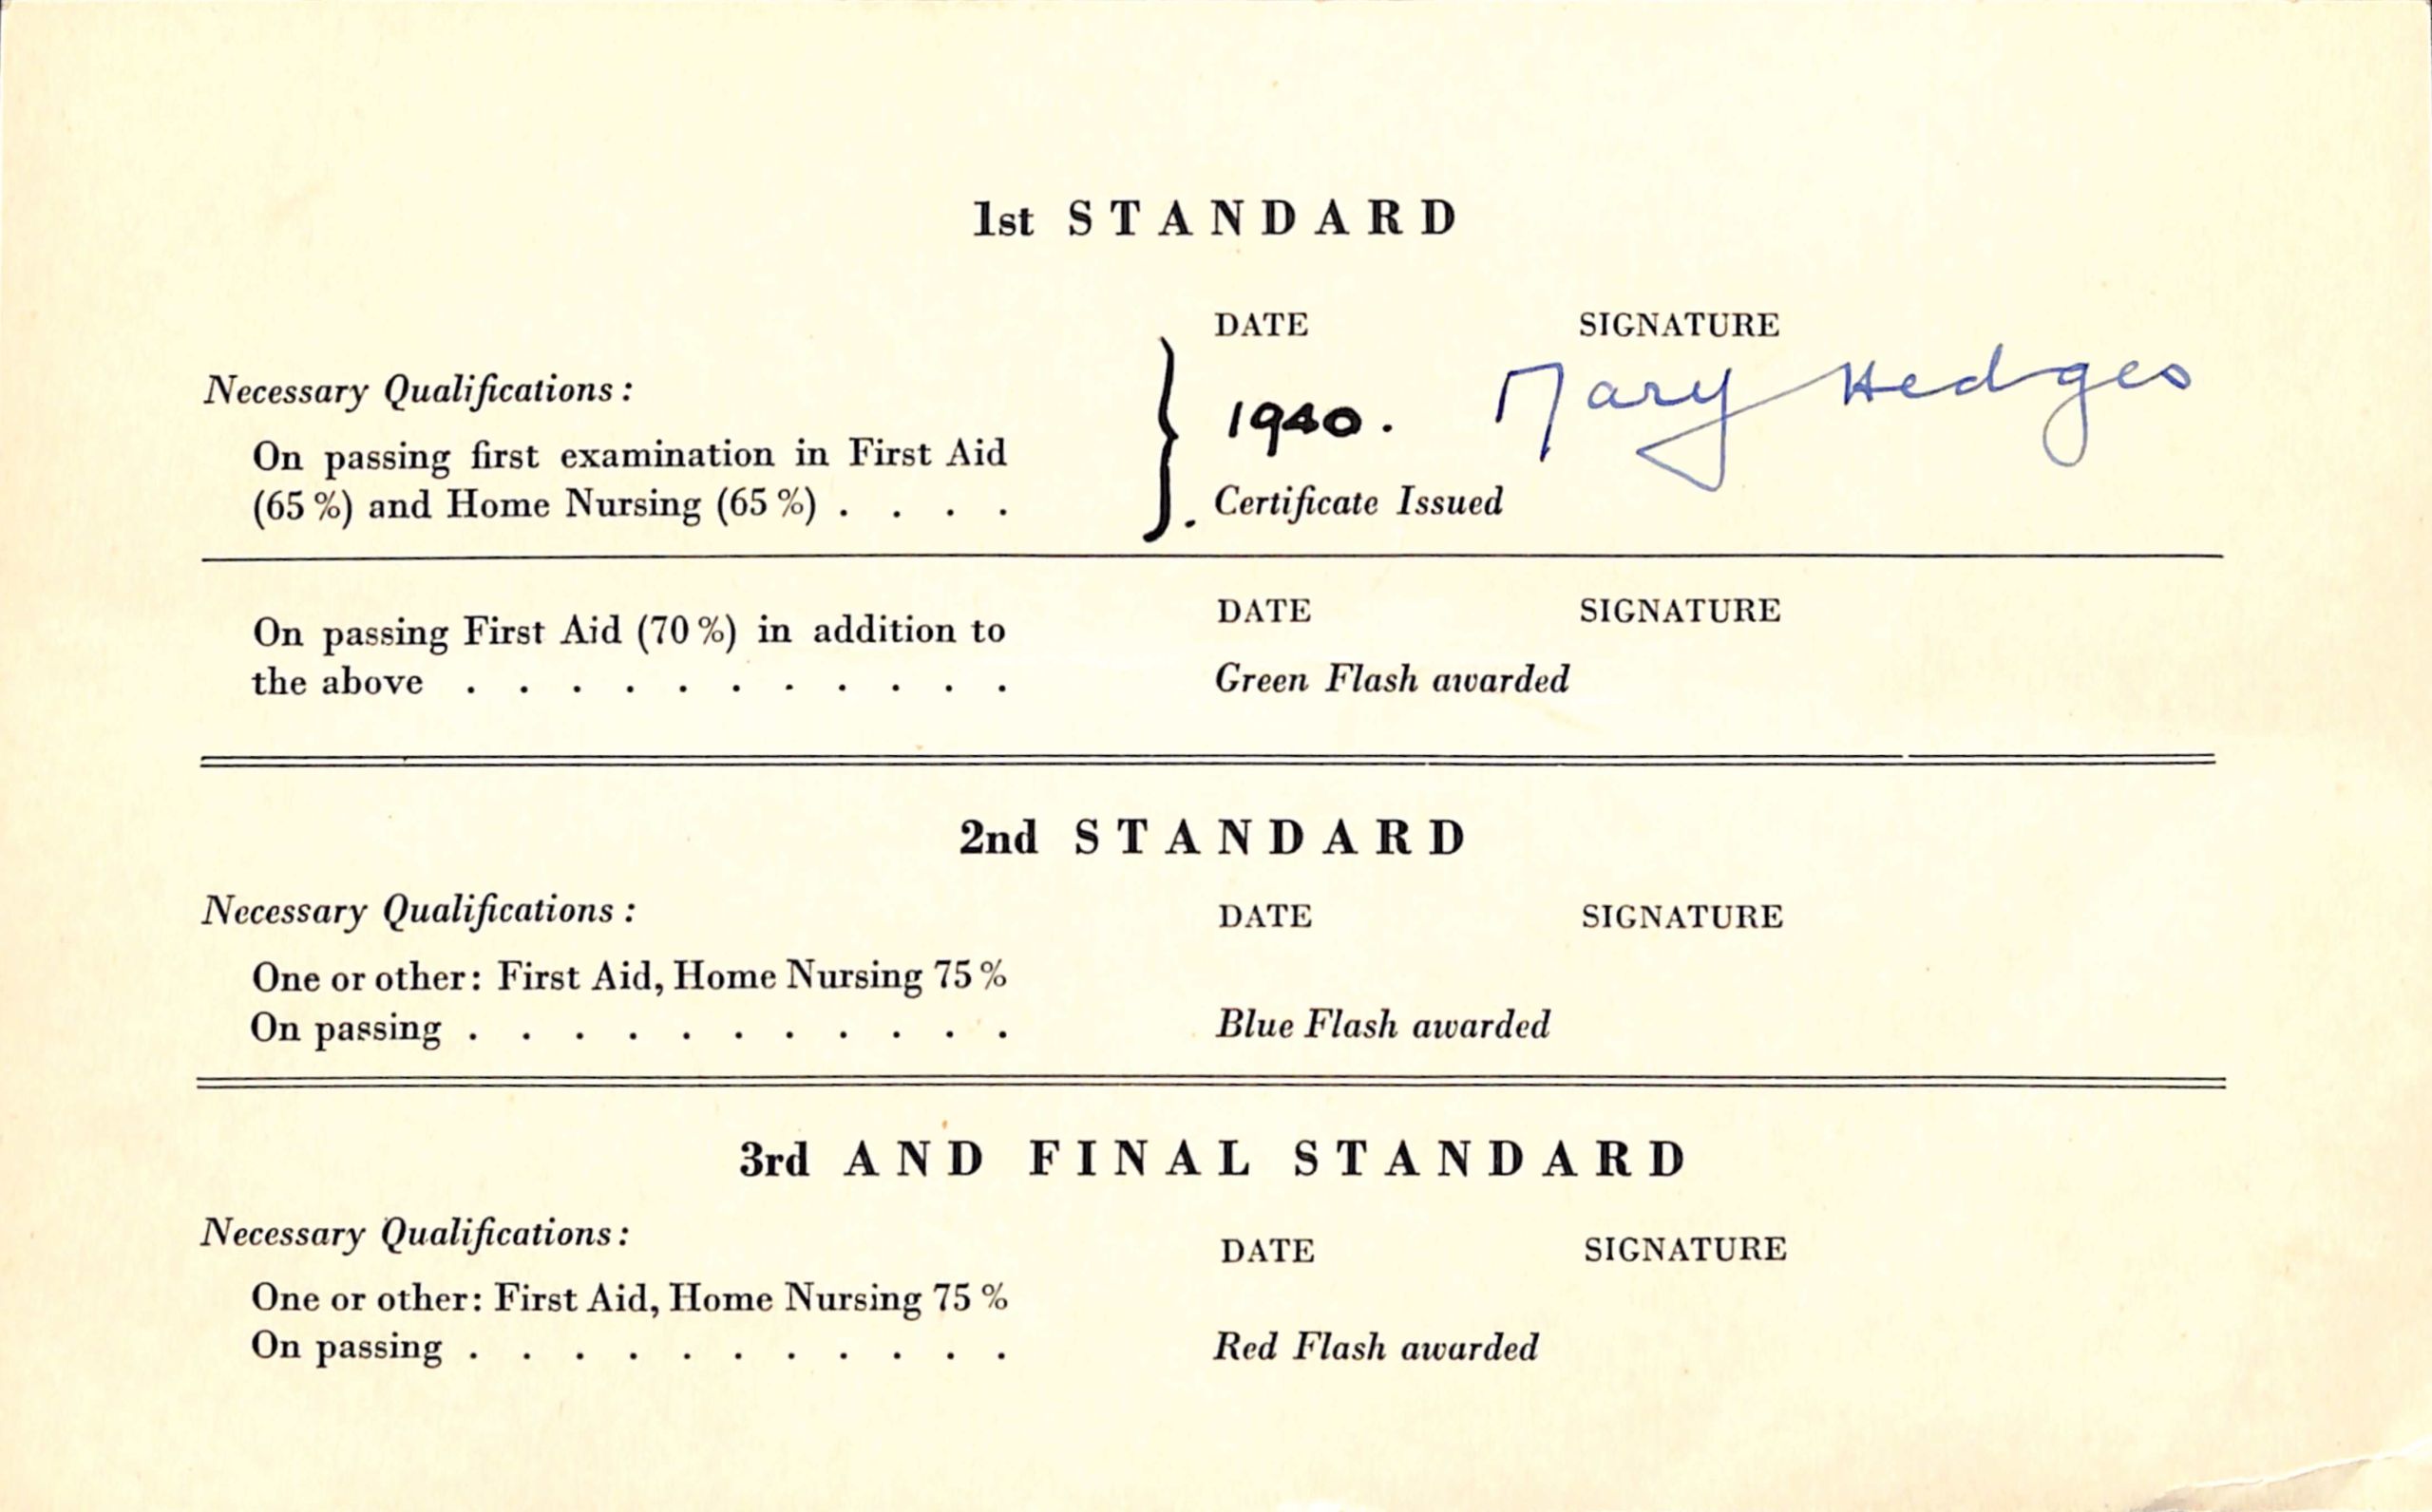 1st STANDARD
DATE SIGNATURE
Necessary Qualifications:
1940. Mary Hedges
On passing first examination in First Aid
(65%) and Home Nursing (65%) . . . . Certificate Issued
DATE SIGNATURE
On passing First Aid (70%) in addition to
the above . . . . . . . . . . . Green Flash awarded
2nd STANDARD
Necessary Qualifications: DATE SIGNATURE
One or other: First Aid, Home Nursing 75%
On passing . . . . . . . . . . . Blue Flash awarded
3rd AND FINAL STANDARD
Necessary Qualifications: DATE SIGNATURE
One or other: First Aid, Home Nursing 75%
On passing . . . . . . . . . . . Red Flash awarded